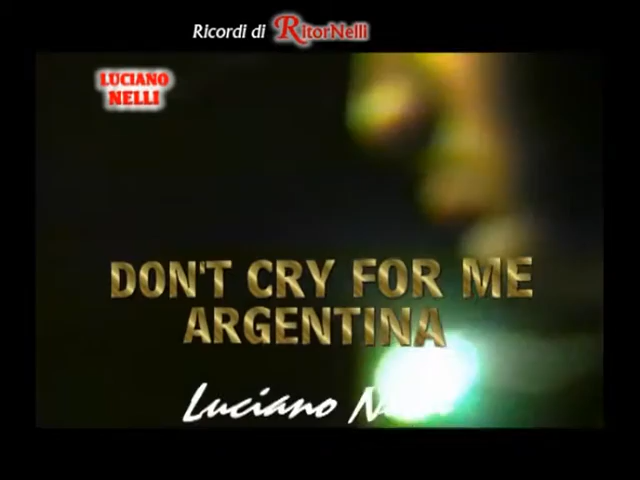 Ricordi di RitorNelli
LUCIANO
NELLI
DON'T CRY FOR ME
ARGENTINA
Luciano